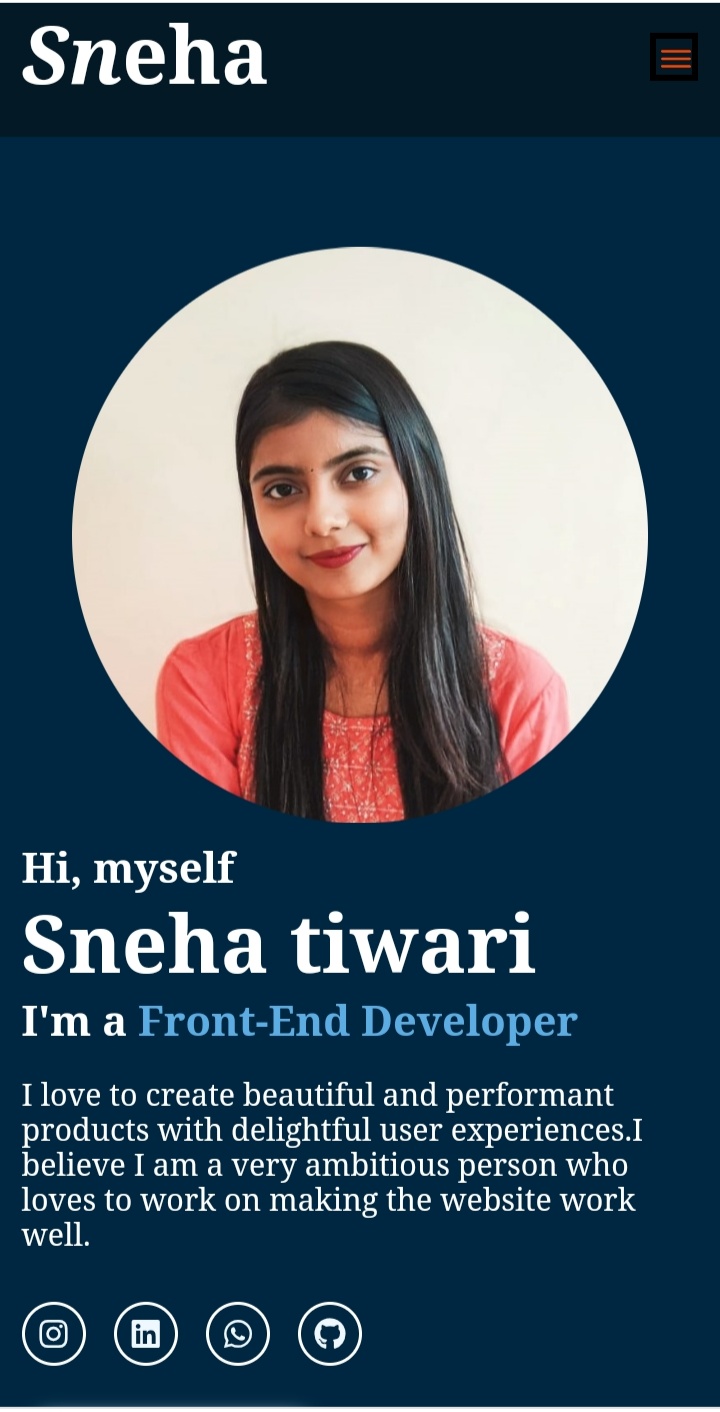 Sneha
Hi, myself
Sneha tiwari
I'm a Front-End Developer
I love to create beautiful and performant
products with delightful user experiences.I
believe I am a very ambitious person who
loves to work on making the website work
well.
in